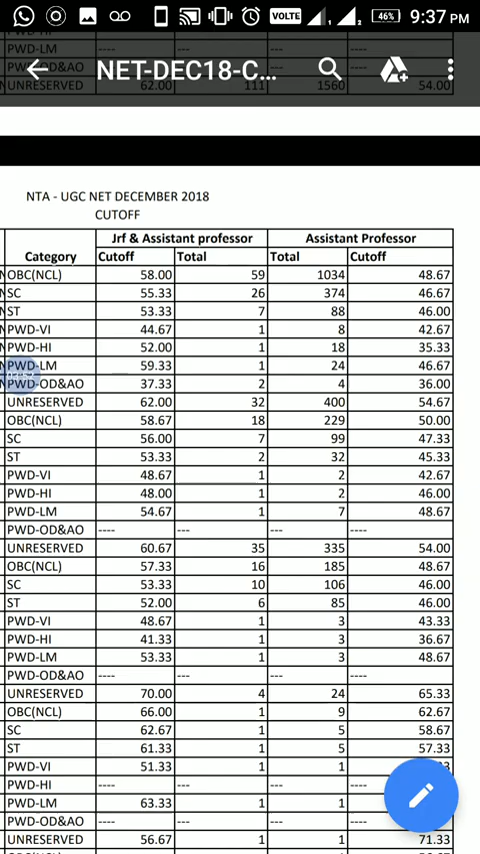 VOLTE 1 2 46% 9:37 PM
PWD-LM ---- --- --- ----
NET-DEC18-C...
UNRESERVED 62.00 111 1560 54.00
NTA - UGC NET DECEMBER 2018
CUTOFF
Jrf & Assistant professor Assistant Professor
Category Cutoff Total Total Cutoff
OBC(NCL) 58.00 59 1034 48.67
SC 55.33 26 374 46.67
ST 53.33 7 88 46.00
PWD-VI 44.67 1 8 42.67
PWD-HI 52.00 1 18 35.33
PWD-LM 59.33 1 24 46.67
PWD-OD&AO 37.33 2 4 36.00
UNRESERVED 62.00 32 400 54.67
OBC(NCL) 58.67 18 229 50.00
SC 56.00 7 99 47.33
ST 53.33 2 32 45.33
PWD-VI 48.67 1 2 42.67
PWD-HI 48.00 1 2 46.00
PWD-LM 54.67 1 7 48.67
PWD-OD&AO ---- --- --- ----
UNRESERVED 60.67 35 335 54.00
OBC(NCL) 57.33 16 185 48.67
SC 53.33 10 106 46.00
ST 52.00 6 85 46.00
PWD-VI 48.67 1 3 43.33
PWD-HI 41.33 1 3 36.67
PWD-LM 53.33 1 3 48.67
PWD-OD&AO ---- --- --- ----
UNRESERVED 70.00 4 24 65.33
OBC(NCL) 66.00 1 9 62.67
SC 62.67 1 5 58.67
ST 61.33 1 5 57.33
PWD-VI 51.33 1 1
PWD-HI ---- --- --- ----
PWD-LM 63.33 1 1
PWD-OD&AO ---- --- ---
UNRESERVED 56.67 1 1 71.33